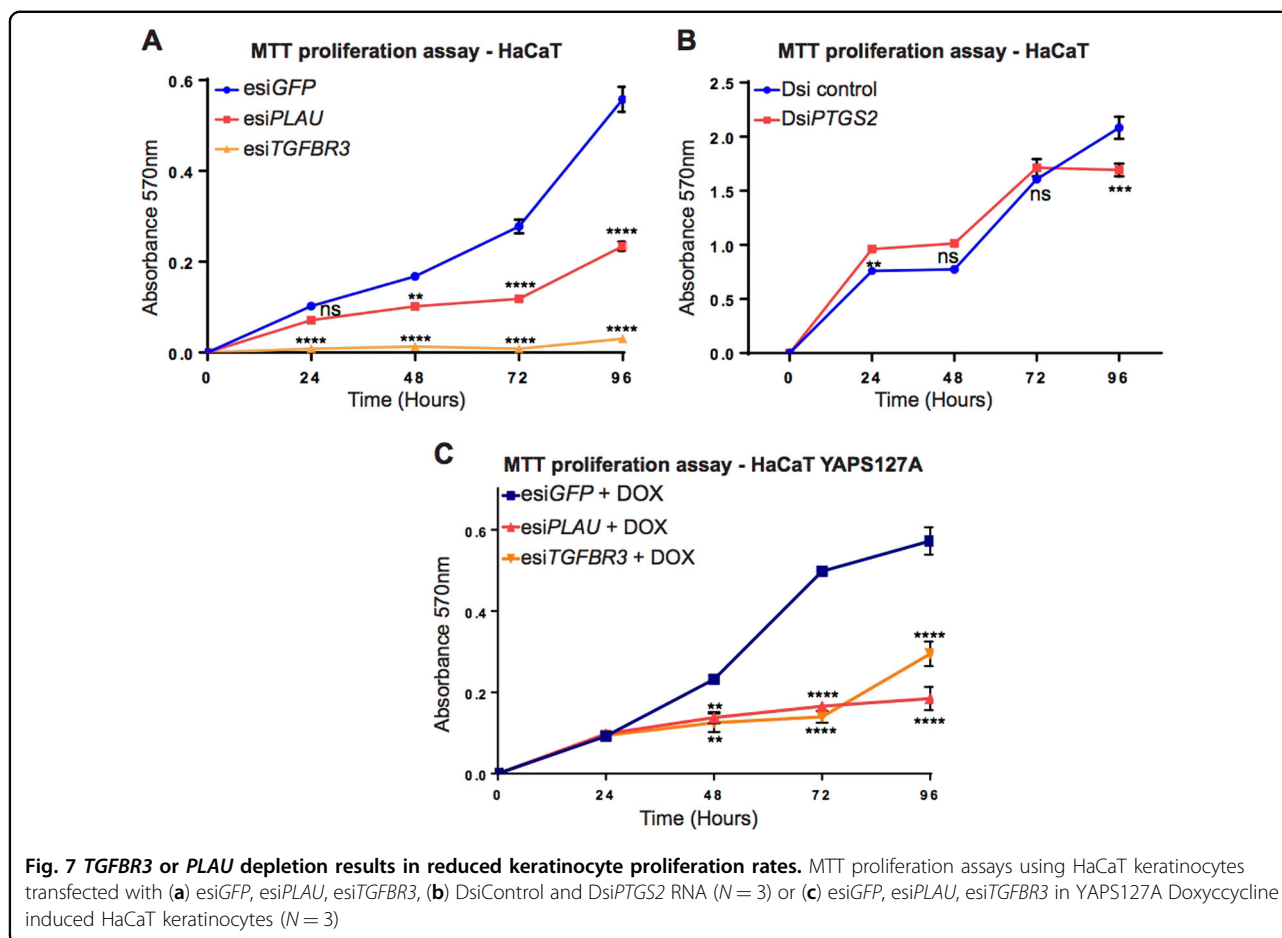 A
MTT proliferation assay - HaCaT
esiGFP
esiPLAU
esiTGFBR3
Absorbance 570nm
0.6
0.4
0.2
0.0
ns
**
****
****
****
****
****
****
0
24
48
72
96
Time (Hours)
B
MTT proliferation assay - HaCaT
Dsi control
DsiPTGS2
Absorbance 570nm
2.5
2.0
1.5
1.0
0.5
0.0
**
ns
ns
***
0
24
48
72
96
Time (Hours)
C
MTT proliferation assay - HaCaT YAPS127A
esiGFP + DOX
esiPLAU + DOX
esiTGFBR3 + DOX
Absorbance 570nm
0.6
0.4
0.2
0.0
**
**
****
****
****
****
0
24
48
72
96
Time (Hours)
Fig. 7 TGFBR3 or PLAU depletion results in reduced keratinocyte proliferation rates. MTT proliferation assays using HaCaT keratinocytes
transfected with (a) esiGFP, esiPLAU, esiTGFBR3, (b) DsiControl and DsiPTGS2 RNA (N = 3) or (c) esiGFP, esiPLAU, esiTGFBR3 in YAPS127A Doxyccycline
induced HaCaT keratinocytes (N = 3)